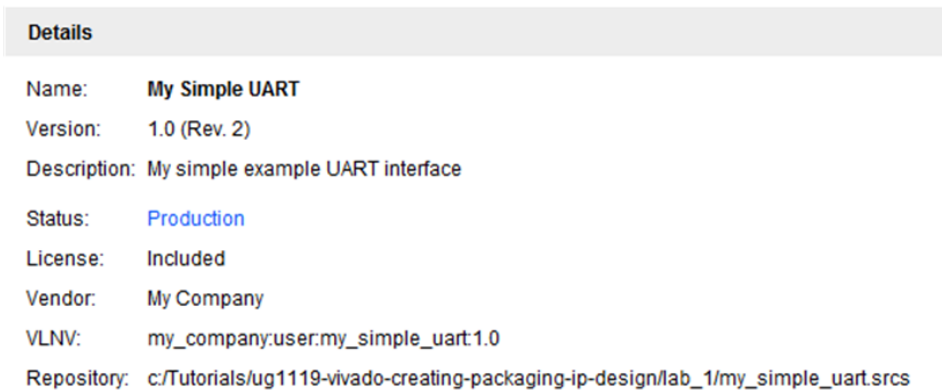 Details
Name: My Simple UART
Version: 1.0 (Rev. 2)
Description: My simple example UART interface
Status: Production
License: Included
Vendor: My Company
VLNV: my_company:user:my_simple_uart:1.0
Repository: c:/Tutorials/ug1119-vivado-creating-packaging-ip-design/lab_1/my_simple_uart.srcs